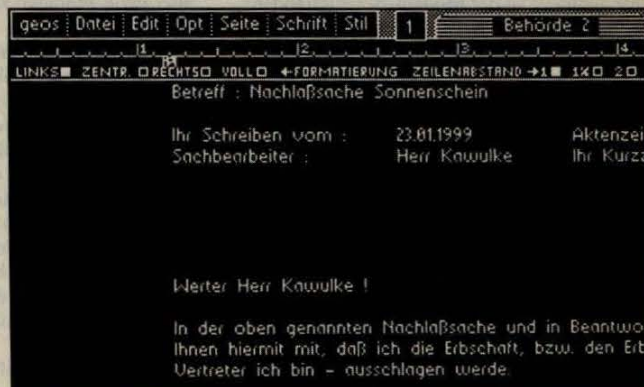 geos Datei Edit Opt Seite Schrift Stil 1 Behörde 2
1 2 3 4
LINKS ZENTR. RECHTS VOLL ←FORMATIERUNG ZEILENABSTAND →1 1½ 2
Betreff : Nachlaßsache Sonnenschein
Ihr Schreiben vom : 23.01.1999 Aktenzei
Sachbearbeiter : Herr Kawulke Ihr Kurzz
Werter Herr Kawulke !
In der oben genannten Nachlaßsache und in Beantwo
Ihnen hiermit mit, daß ich die Erbschaft, bzw. den Erb
Vertreter ich bin - ausschlagen werde.